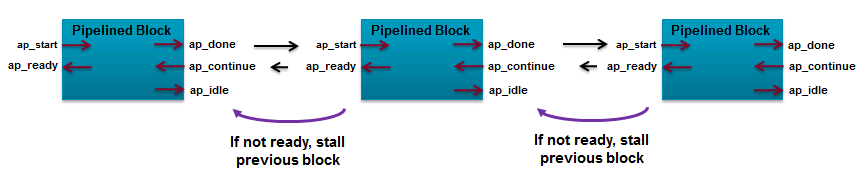 Pipelined Block
ap_start
ap_ready
ap_done
ap_continue
ap_idle
Pipelined Block
ap_start
ap_ready
ap_done
ap_continue
ap_idle
Pipelined Block
ap_start
ap_ready
ap_done
ap_continue
ap_idle
If not ready, stall
previous block
If not ready, stall
previous block